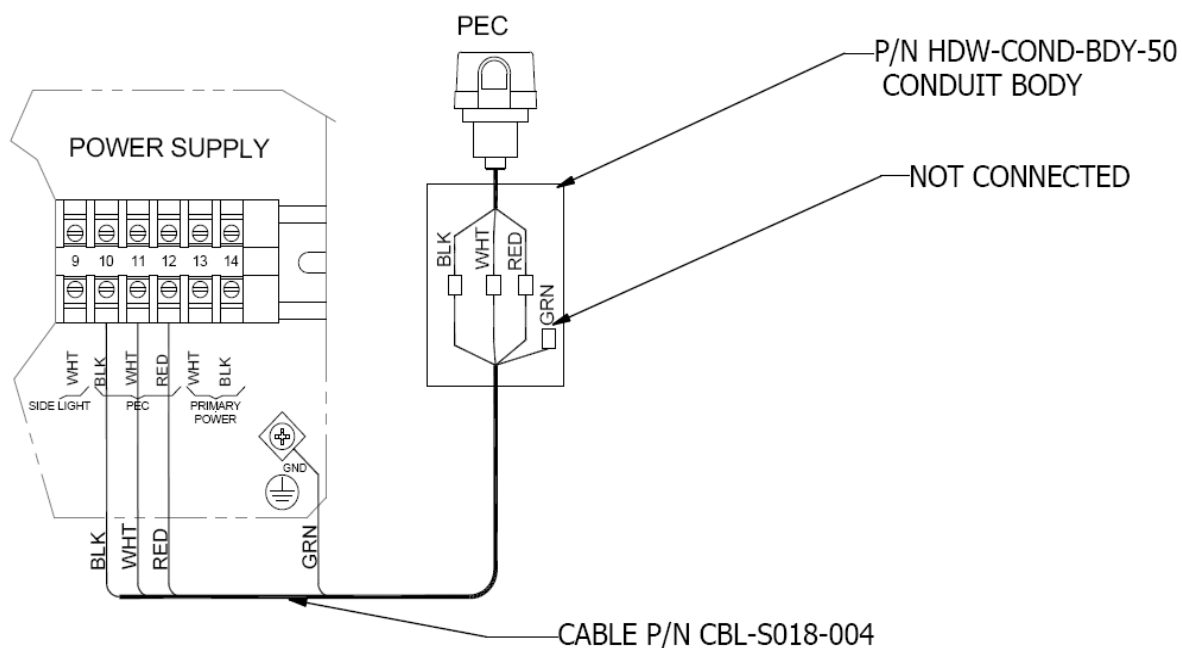 PEC
P/N HDW-COND-BDY-50
CONDUIT BODY
NOT CONNECTED
POWER SUPPLY
9 10 11 12 13 14
BLK
WHT
RED
GRN
WHT
BLK
WHT
RED
WHT
BLK
SIDE LIGHT
PEC
PRIMARY
POWER
GND
BLK
WHT
RED
GRN
CABLE P/N CBL-S018-004